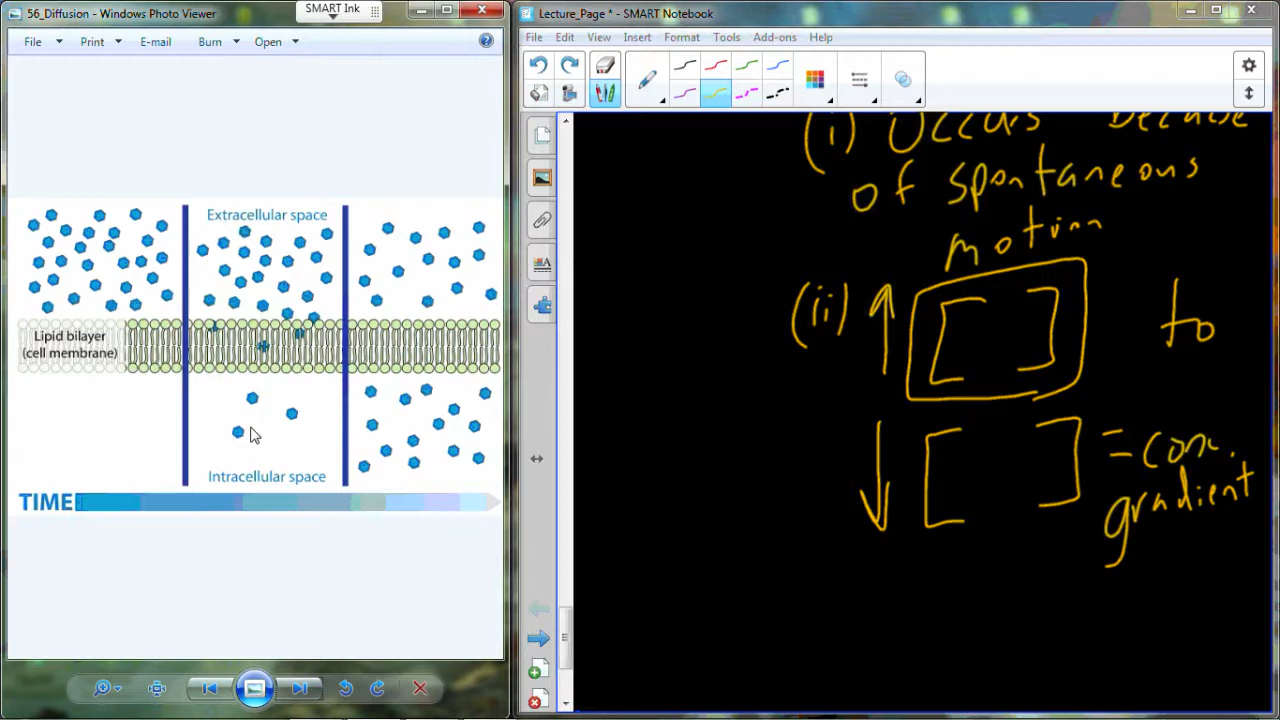 56_Diffusion - Windows Photo Viewer
SMART Ink
File Print E-mail Burn Open
Extracellular space
Lipid bilayer
(cell membrane)
Intracellular space
TIME
Lecture_Page * - SMART Notebook
File Edit View Insert Format Tools Add-ons Help
(i) Occurs Because
of spontaneous
motion
(ii) ↑ [ ] to
↓ [ ] = conc.
gradient